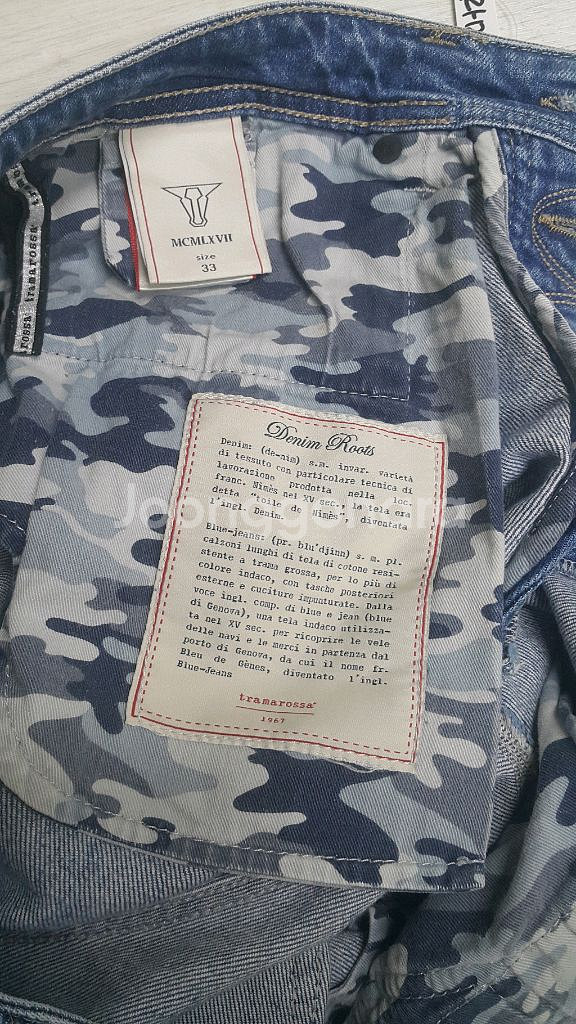 MCMLXVII
size
33
rossa tramarossa
Denim Roots
Denim: (de-nim) s.m. invar. varietà
di tessuto con particolare tecnica di
lavorazione prodotta nella loc.
franc. Nimès nel XV sec., la tela era
detta "toile de Nimès", diventata
l'ingl. Denim.
Blue-jeans: (pr. blu'djinn) s. m. pl.
calzoni lunghi di tela di cotone resi-
stente a trama grossa, per lo più di
colore indaco, con tasche posteriori
esterne e cuciture impunturate. Dalla
voce ingl. comp. di blue e jean (blue
di Genova), una tela indaco utilizza-
ta nel XV sec. per ricoprire le vele
delle navi e le merci in partenza dal
porto di Genova, da cui il nome fr.
Bleu de Gènes, diventato l'ingl.
Blue-Jeans
tramarossa
1967